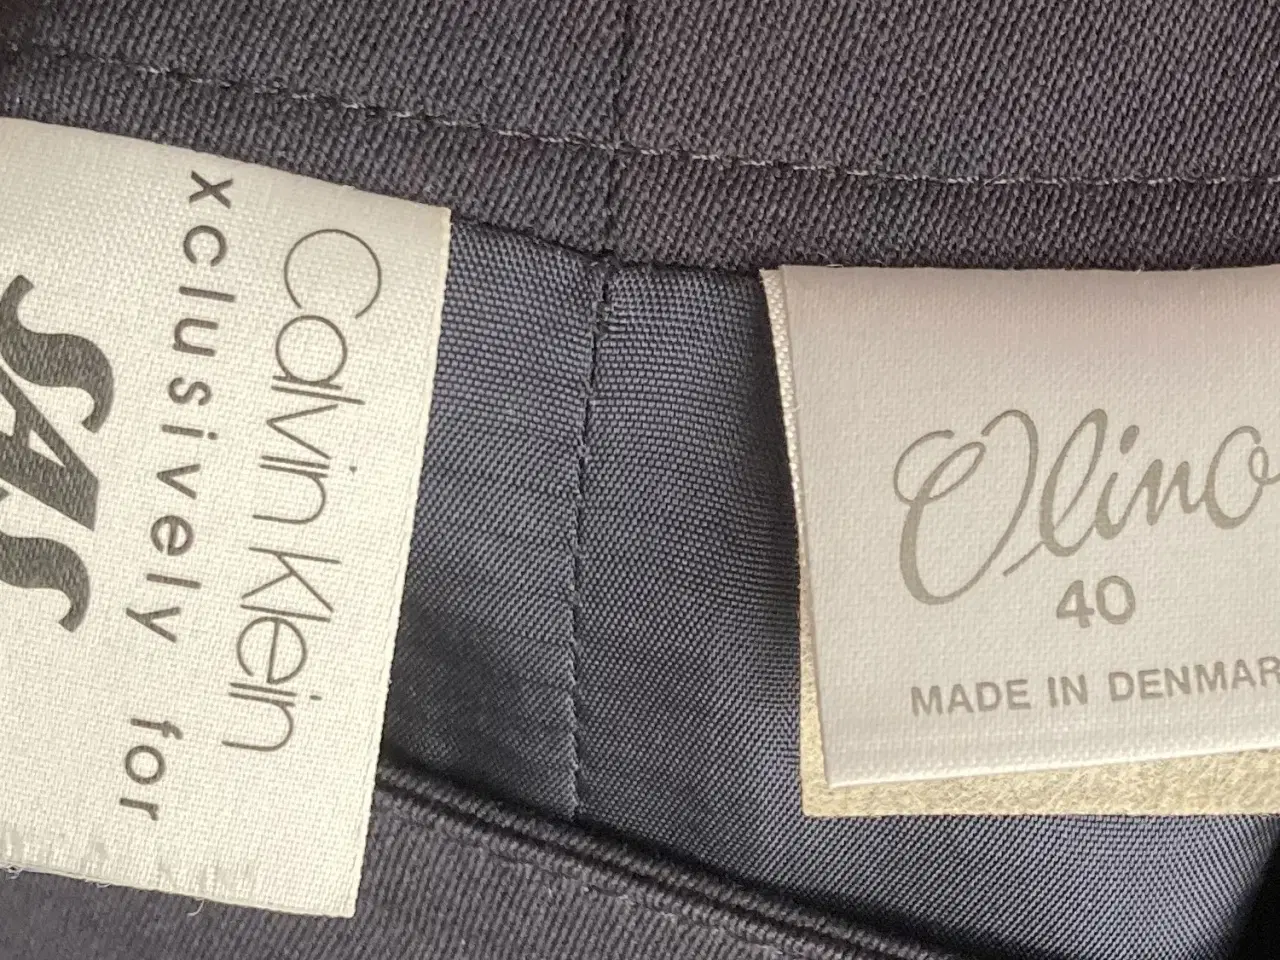 Calvin Klein
xclusively for
SAS
Olino
40
MADE IN DENMAR